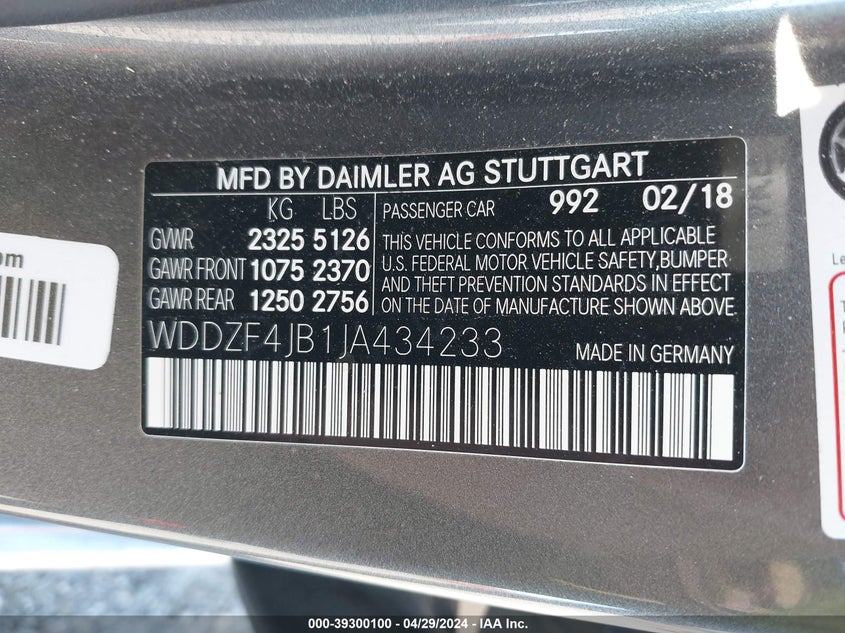 MFD BY DAIMLER AG STUTTGART
KG LBS
GVWR 2325 5126
GAWR FRONT 1075 2370
GAWR REAR 1250 2756
PASSENGER CAR 992 02/18
THIS VEHICLE CONFORMS TO ALL APPLICABLE
U.S. FEDERAL MOTOR VEHICLE SAFETY,BUMPER
AND THEFT PREVENTION STANDARDS IN EFFECT
ON THE DATE OF MANUFACTURE SHOWN ABOVE
WDDZF4JB1JA434233 MADE IN GERMANY
000-39300100 - 04/29/2024 - IAA Inc.